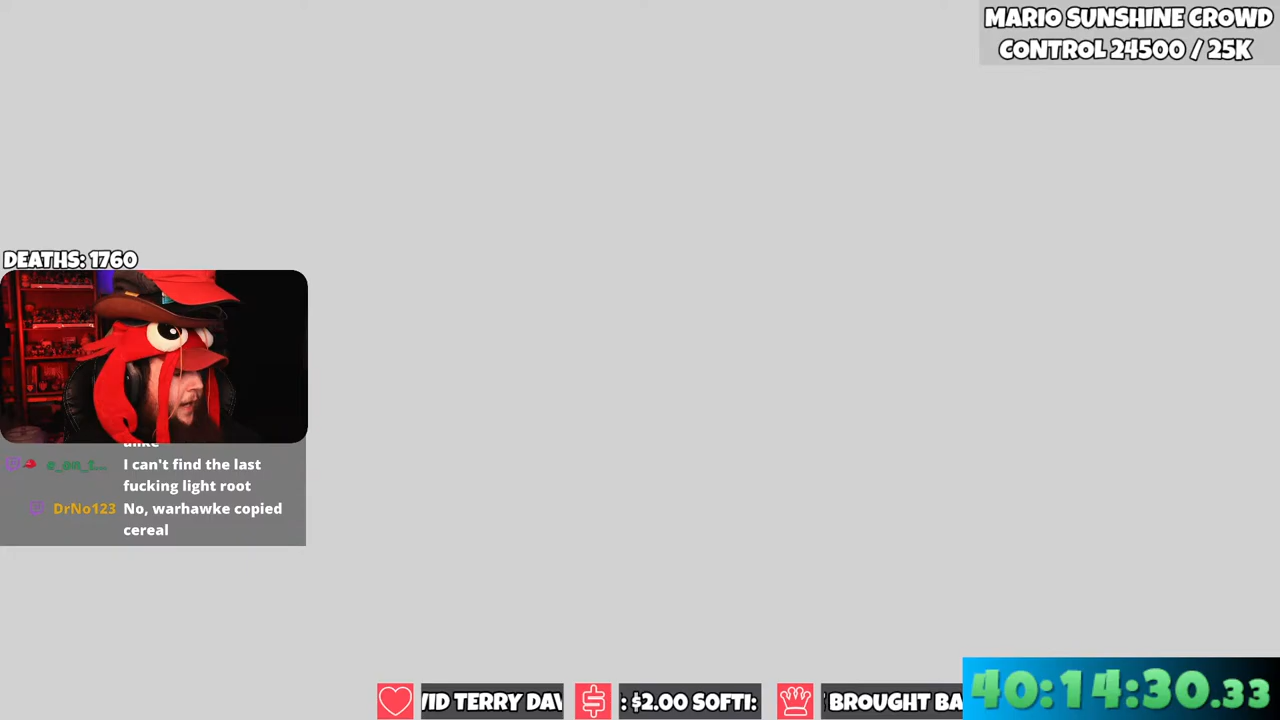 MARIO SUNSHINE CROWD
CONTROL 24500 / 25K
DEATHS: 1760
I can't find the last
fucking light root
DrNo123 No, warhawke copied
cereal
VID TERRY DAV
: $2.00 SOFTI:
BROUGHT BA
40:14:30.33